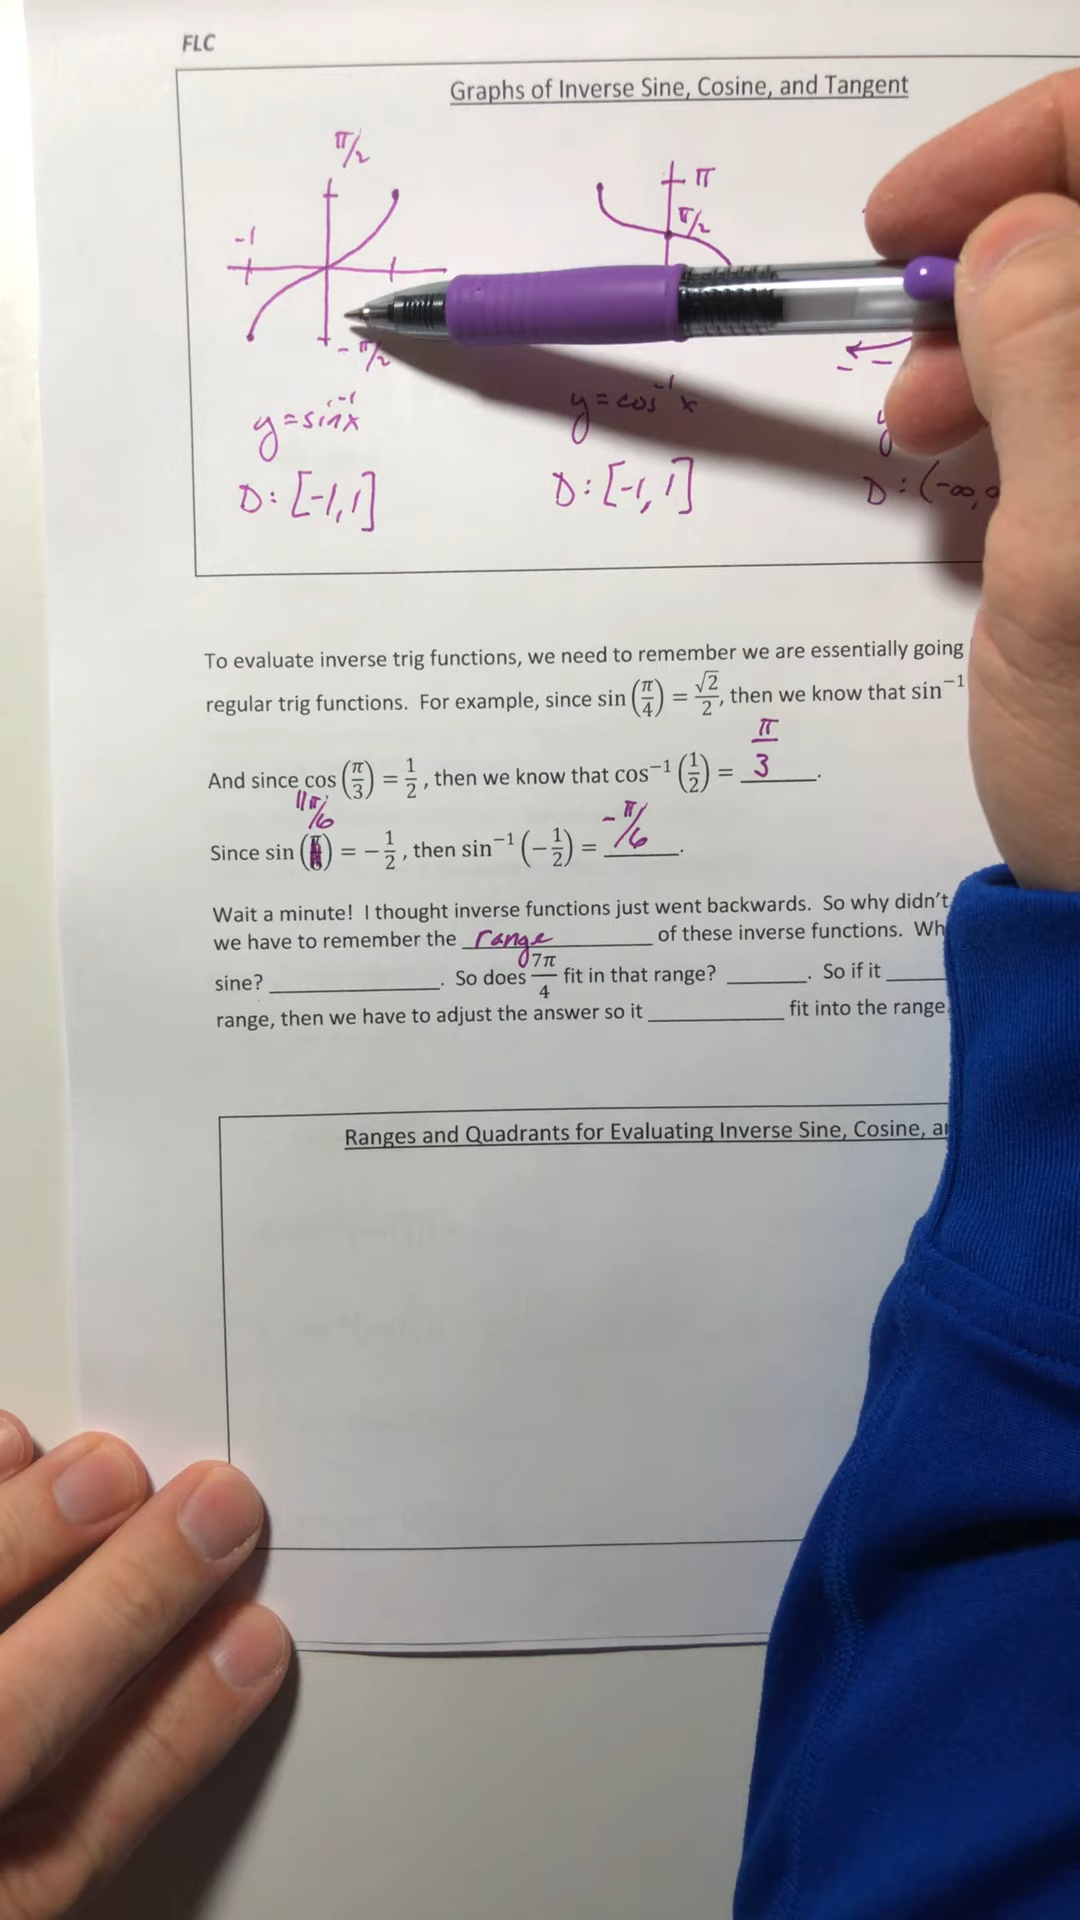 FLC
Graphs of Inverse Sine, Cosine, and Tangent
π/2
-1
-π/2
y=sin⁻¹x
D: [-1,1]
π
π/2
y=cos⁻¹x
D: [-1,1]
y
D: (-∞,
To evaluate inverse trig functions, we need to remember we are essentially going
regular trig functions. For example, since sin (π/4) = √2/2, then we know that sin⁻¹
And since cos (π/3) = 1/2, then we know that cos⁻¹ (1/2) = π/3.
11π/6
Since sin ( ) = −1/2, then sin⁻¹ (−1/2) = -π/6.
Wait a minute! I thought inverse functions just went backwards. So why didn't
we have to remember the range of these inverse functions. Wh
sine? ____________. So does 7π/4 fit in that range? ______. So if it
range, then we have to adjust the answer so it __________ fit into the range
Ranges and Quadrants for Evaluating Inverse Sine, Cosine,